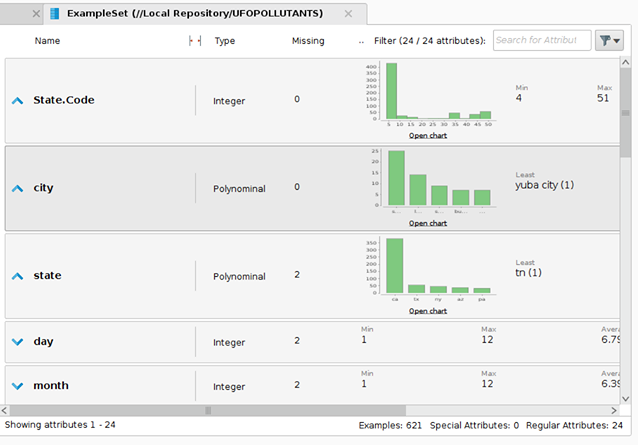 ExampleSet (//Local Repository/UFOPOLLUTANTS)
Name Type Missing .. Filter (24 / 24 attributes): Search for Attribut
State.Code Integer 0
400
350
300
250
200
150
100
50
0
5 10 15 20 25 30 35 40 45 50
Open chart
Min Max
4 51
city Polynominal 0
25
20
15
10
5
0
Open chart
Least
yuba city (1)
state Polynominal 2
350
300
250
200
150
100
50
0
ca tx ny az pa
Open chart
Least
tn (1)
day Integer 2
Min Max Avera
1 12 6.79
month Integer 2
Min Max Avera
1 12 6.39
Showing attributes 1 - 24 Examples: 621 Special Attributes: 0 Regular Attributes: 24